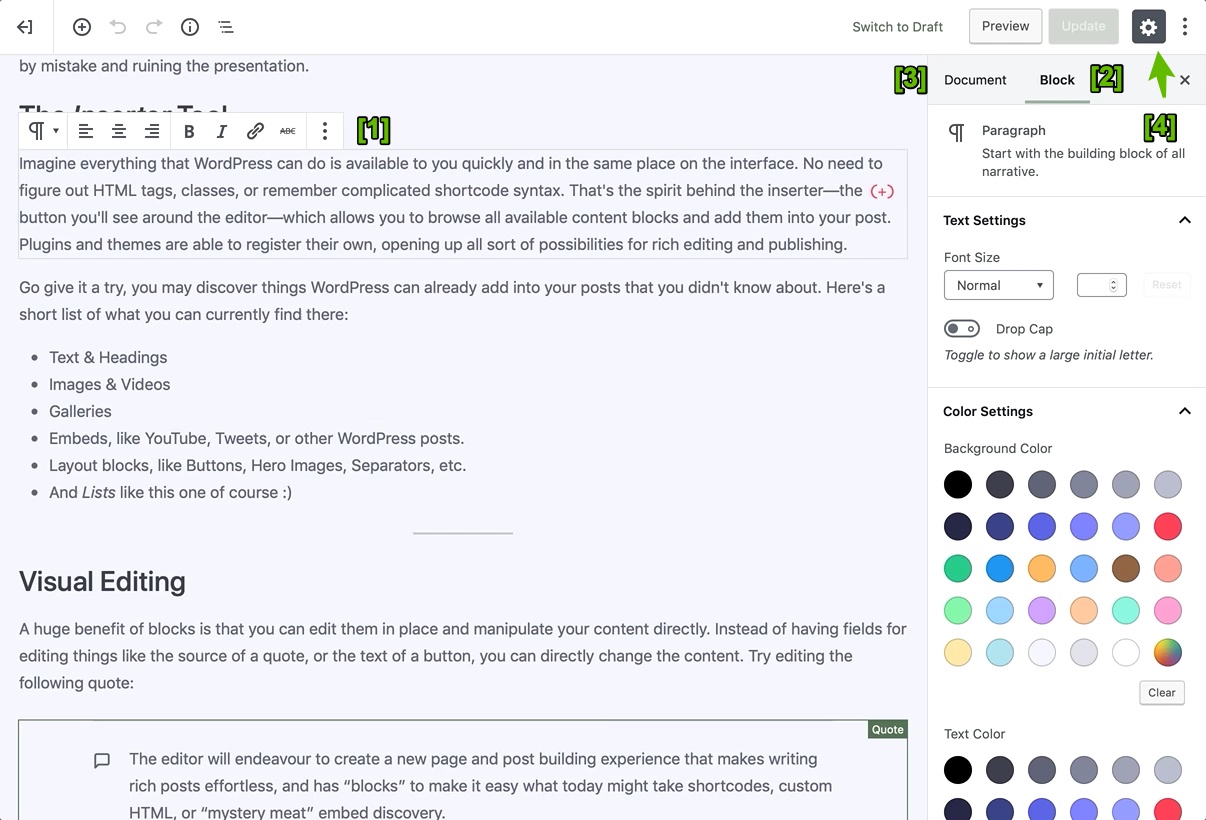 Switch to Draft Preview Update
by mistake and ruining the presentation.
The Inserter Tool
[3] Document Block [2]
[4]
ABC [1]
Imagine everything that WordPress can do is available to you quickly and in the same place on the interface. No need to
figure out HTML tags, classes, or remember complicated shortcode syntax. That's the spirit behind the inserter—the (+)
button you'll see around the editor—which allows you to browse all available content blocks and add them into your post.
Plugins and themes are able to register their own, opening up all sort of possibilities for rich editing and publishing.
Go give it a try, you may discover things WordPress can already add into your posts that you didn't know about. Here's a
short list of what you can currently find there:
• Text & Headings
• Images & Videos
• Galleries
• Embeds, like YouTube, Tweets, or other WordPress posts.
• Layout blocks, like Buttons, Hero Images, Separators, etc.
• And Lists like this one of course :)
Visual Editing
A huge benefit of blocks is that you can edit them in place and manipulate your content directly. Instead of having fields for
editing things like the source of a quote, or the text of a button, you can directly change the content. Try editing the
following quote:
Quote
The editor will endeavour to create a new page and post building experience that makes writing
rich posts effortless, and has “blocks” to make it easy what today might take shortcodes, custom
HTML, or “mystery meat” embed discovery.
Paragraph
Start with the building block of all
narrative.
Text Settings
Font Size
Normal Reset
Drop Cap
Toggle to show a large initial letter.
Color Settings
Background Color
Clear
Text Color